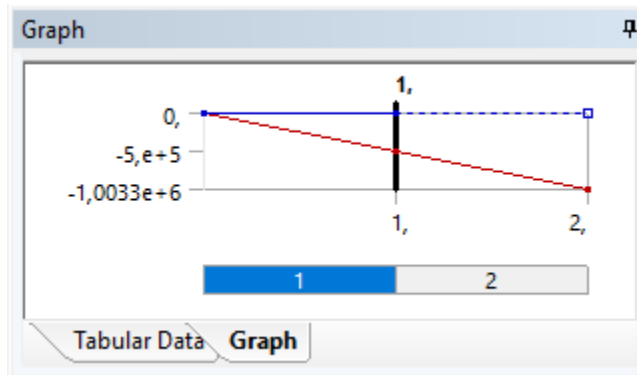 Graph
1,
0,
-5,e+5
-1,0033e+6
1, 2,
1 2
Tabular Data Graph